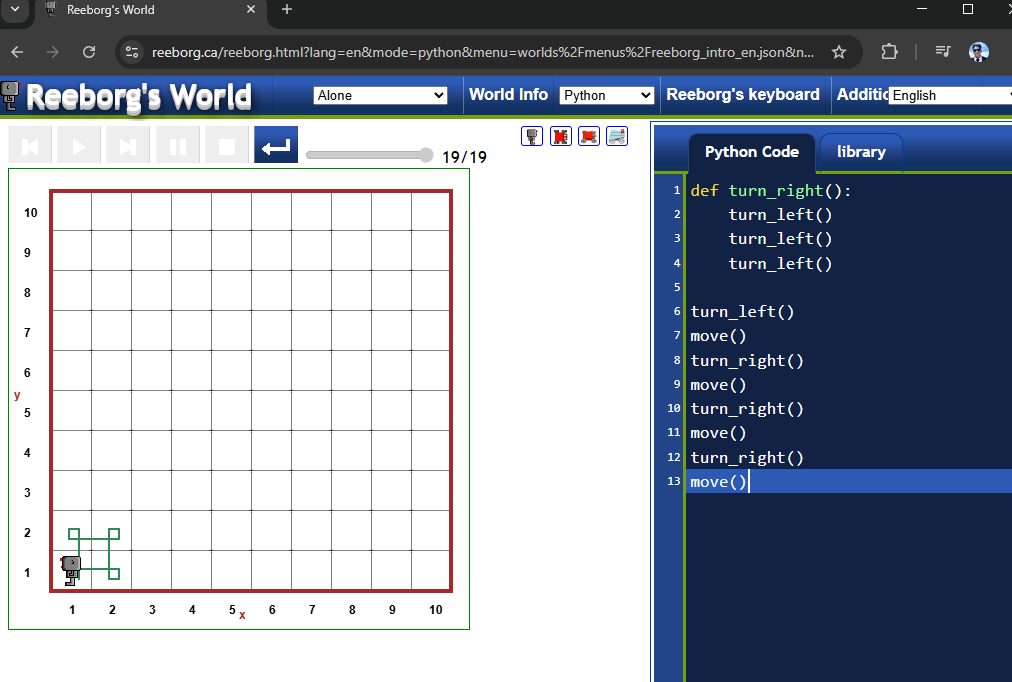 Reeborg's World
reeborg.ca/reeborg.html?lang=en&mode=python&menu=worlds%2Fmenus%2Freeborg_intro_en.json&n...
Reeborg's World
Alone
World Info
Python
Reeborg's keyboard
Additic
English
19/19
10
9
8
7
6
y
5
4
3
2
1
1 2 3 4 5 x 6 7 8 9 10
Python Code
library
1 def turn_right():
2 turn_left()
3 turn_left()
4 turn_left()
5
6 turn_left()
7 move()
8 turn_right()
9 move()
10 turn_right()
11 move()
12 turn_right()
13 move()